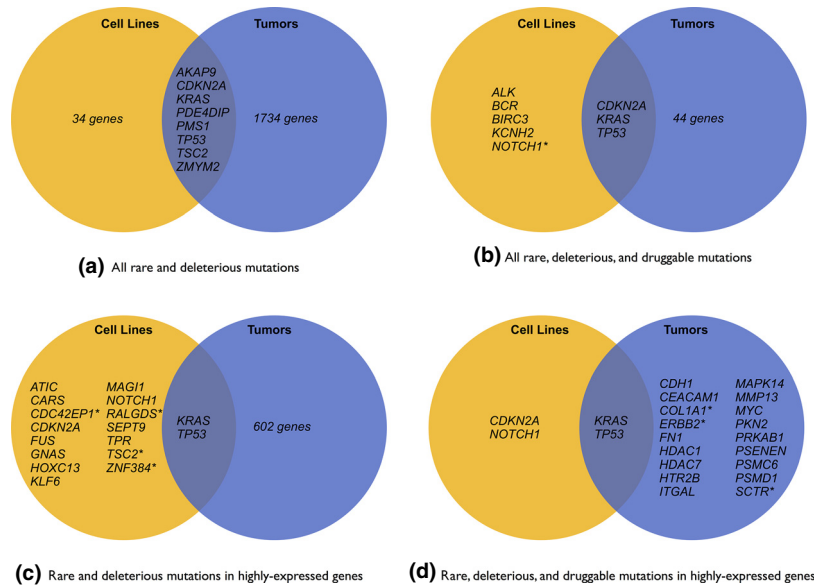 Cell Lines
Tumors
34 genes
AKAP9
CDKN2A
KRAS
PDE4DIP
PMS1
TP53
TSC2
ZMYM2
1734 genes
(a) All rare and deleterious mutations
Cell Lines
Tumors
ALK
BCR
BIRC3
KCNH2
NOTCH1*
CDKN2A
KRAS
TP53
44 genes
(b) All rare, deleterious, and druggable mutations
Cell Lines
Tumors
ATIC
CARS
CDC42EP1*
CDKN2A
FUS
GNAS
HOXC13
KLF6
MAGI1
NOTCH1
RALGDS*
SEPT9
TPR
TSC2*
ZNF384*
KRAS
TP53
602 genes
(c) Rare and deleterious mutations in highly-expressed genes
Cell Lines
Tumors
CDKN2A
NOTCH1
KRAS
TP53
CDH1
CEACAM1
COL1A1*
ERBB2*
FN1
HDAC1
HDAC7
HTR2B
ITGAL
MAPK14
MMP13
MYC
PKN2
PRKAB1
PSENEN
PSMC6
PSMD1
SCTR*
(d) Rare, deleterious, and druggable mutations in highly-expressed genes